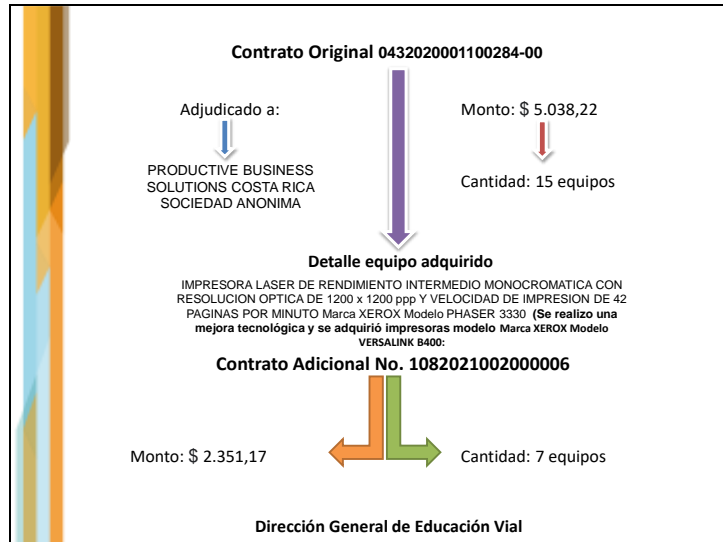 Contrato Original 0432020001100284-00
Adjudicado a:
Monto: $ 5.038,22
PRODUCTIVE BUSINESS
SOLUTIONS COSTA RICA
SOCIEDAD ANONIMA
Cantidad: 15 equipos
Detalle equipo adquirido
IMPRESORA LASER DE RENDIMIENTO INTERMEDIO MONOCROMATICA CON
RESOLUCION OPTICA DE 1200 x 1200 ppp Y VELOCIDAD DE IMPRESION DE 42
PAGINAS POR MINUTO Marca XEROX Modelo PHASER 3330 (Se realizo una
mejora tecnológica y se adquirió impresoras modelo Marca XEROX Modelo
VERSALINK B400:
Contrato Adicional No. 1082021002000006
Monto: $ 2.351,17
Cantidad: 7 equipos
Dirección General de Educación Vial